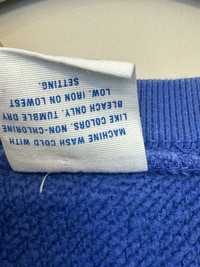 MACHINE WASH COLD WITH
LIKE COLORS. NON-CHLORINE
BLEACH ONLY. TUMBLE DRY
LOW. IRON ON LOWEST
SETTING.